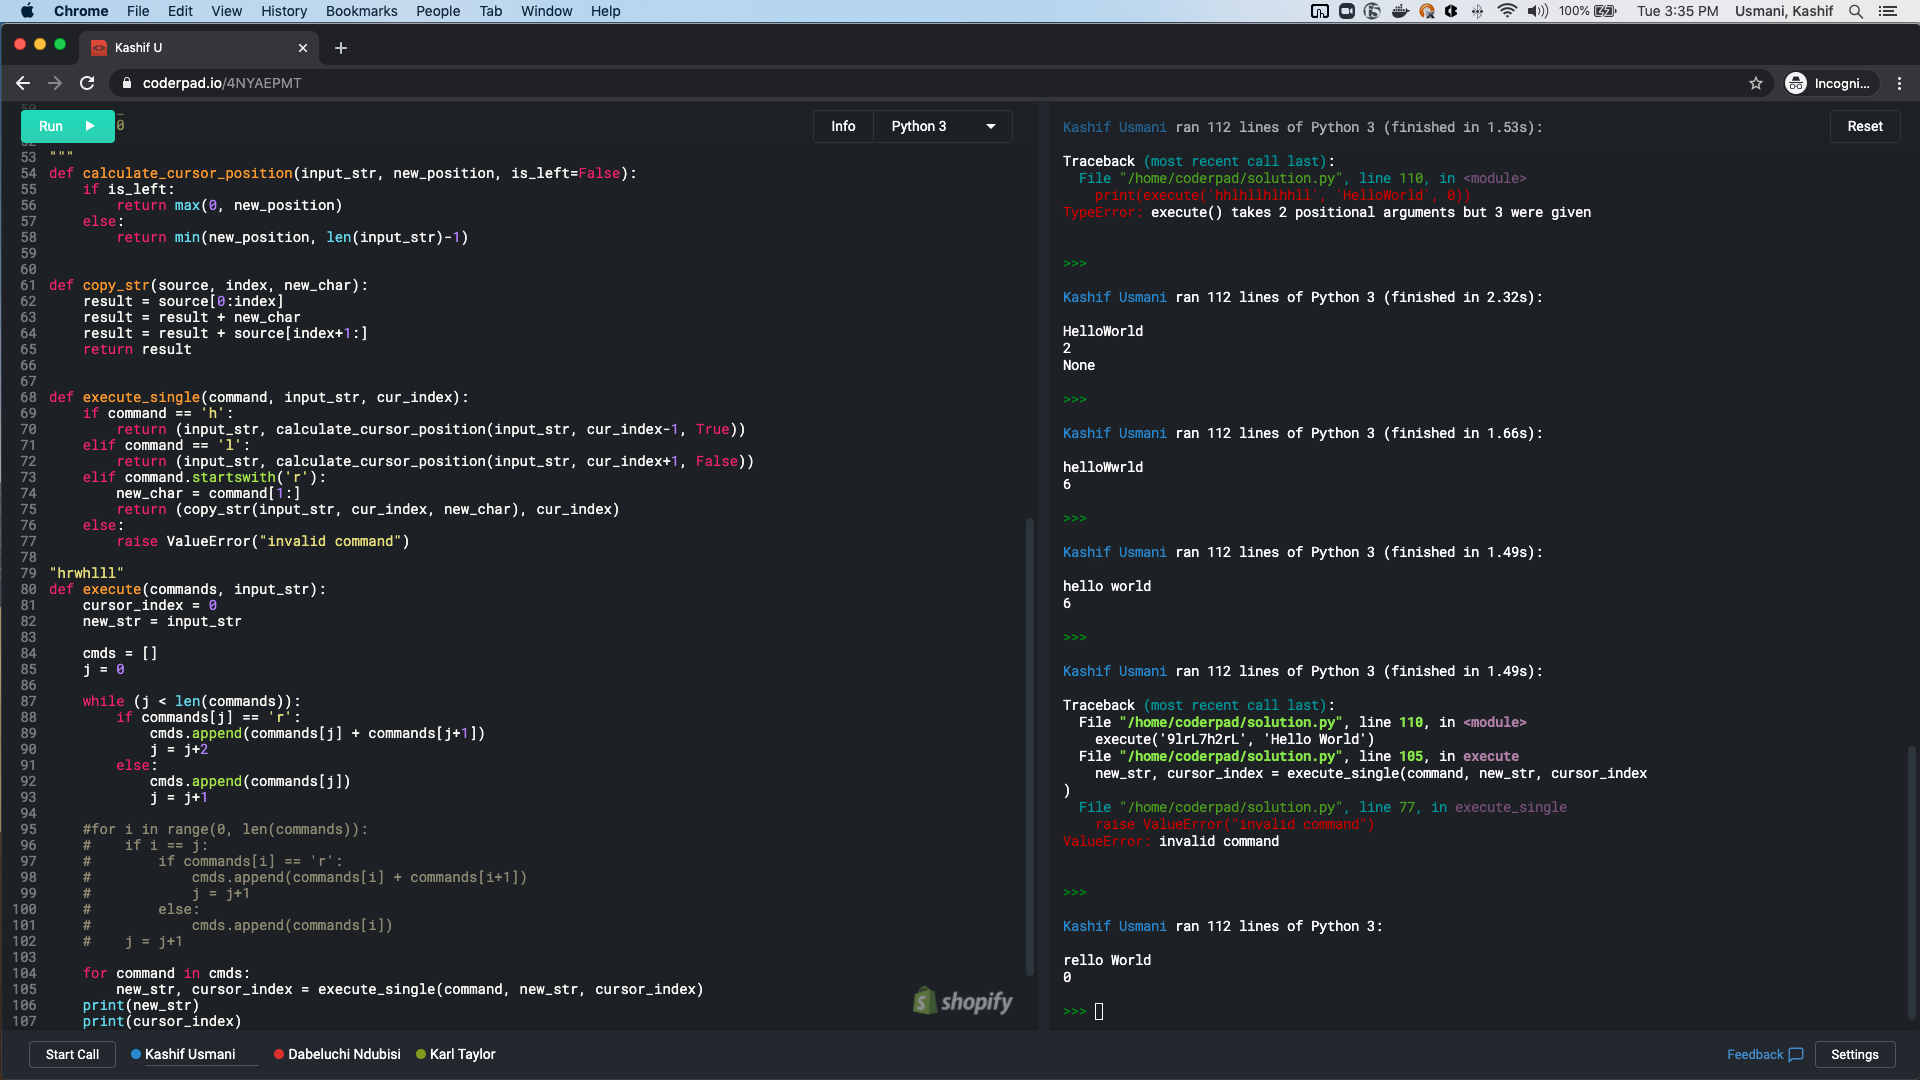 Chrome File Edit View History Bookmarks People Tab Window Help 100% Tue 3:35 PM Usmani, Kashif
Kashif U
coderpad.io/4NYAEPMT Incogni...
Run Info Python 3 Reset
0
53 """
54 def calculate_cursor_position(input_str, new_position, is_left=False):
55     if is_left:
56         return max(0, new_position)
57     else:
58         return min(new_position, len(input_str)-1)
59
60
61 def copy_str(source, index, new_char):
62     result = source[0:index]
63     result = result + new_char
64     result = result + source[index+1:]
65     return result
66
67
68 def execute_single(command, input_str, cur_index):
69     if command == 'h':
70         return (input_str, calculate_cursor_position(input_str, cur_index-1, True))
71     elif command == 'l':
72         return (input_str, calculate_cursor_position(input_str, cur_index+1, False))
73     elif command.startswith('r'):
74         new_char = command[1:]
75         return (copy_str(input_str, cur_index, new_char), cur_index)
76     else:
77         raise ValueError("invalid command")
78
79 "hrwhlll"
80 def execute(commands, input_str):
81     cursor_index = 0
82     new_str = input_str
83
84     cmds = []
85     j = 0
86
87     while (j < len(commands)):
88         if commands[j] == 'r':
89             cmds.append(commands[j] + commands[j+1])
90             j = j+2
91         else:
92             cmds.append(commands[j])
93             j = j+1
94
95     #for i in range(0, len(commands)):
96     #    if i == j:
97     #        if commands[i] == 'r':
98     #            cmds.append(commands[i] + commands[i+1])
99     #            j = j+1
100     #        else:
101     #            cmds.append(commands[i])
102     #    j = j+1
103
104     for command in cmds:
105         new_str, cursor_index = execute_single(command, new_str, cursor_index)
106     print(new_str)
107     print(cursor_index)
shopify
Kashif Usmani ran 112 lines of Python 3 (finished in 1.53s):
Traceback (most recent call last):
  File "/home/coderpad/solution.py", line 110, in <module>
    print(execute('hhlhllhlhhll', 'HelloWorld', 0))
TypeError: execute() takes 2 positional arguments but 3 were given
>>>
Kashif Usmani ran 112 lines of Python 3 (finished in 2.32s):
HelloWorld
2
None
>>>
Kashif Usmani ran 112 lines of Python 3 (finished in 1.66s):
helloWwrld
6
>>>
Kashif Usmani ran 112 lines of Python 3 (finished in 1.49s):
hello world
6
>>>
Kashif Usmani ran 112 lines of Python 3 (finished in 1.49s):
Traceback (most recent call last):
  File "/home/coderpad/solution.py", line 110, in <module>
    execute('9lrL7h2rL', 'Hello World')
  File "/home/coderpad/solution.py", line 105, in execute
    new_str, cursor_index = execute_single(command, new_str, cursor_index
)
  File "/home/coderpad/solution.py", line 77, in execute_single
    raise ValueError("invalid command")
ValueError: invalid command
>>>
Kashif Usmani ran 112 lines of Python 3:
rello World
0
>>>
Start Call Kashif Usmani Dabeluchi Ndubisi Karl Taylor Feedback Settings